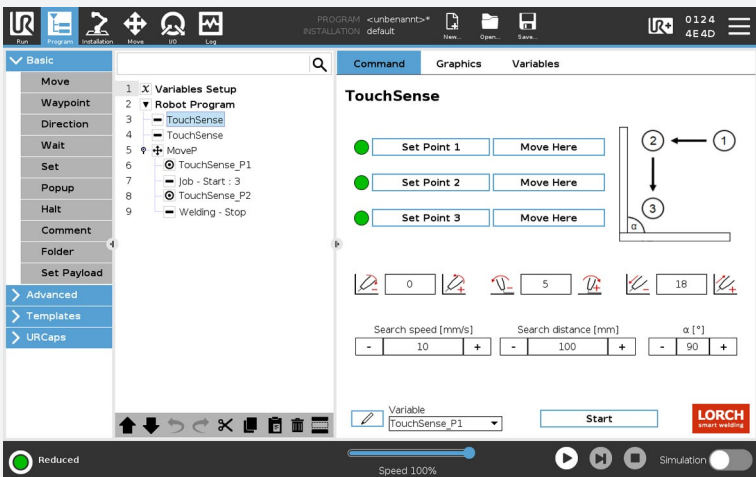 UR
Run
Program
Installation
Move
I/O
Log
PROGRAM <unbenannt>*
INSTALLATION default
New...
Open...
Save...
UR+
0124
4E4D
Basic
Move
Waypoint
Direction
Wait
Set
Popup
Halt
Comment
Folder
Set Payload
Advanced
Templates
URCaps
1 X Variables Setup
2 Robot Program
3 TouchSense
4 TouchSense
5 MoveP
6 TouchSense_P1
7 Job - Start : 3
8 TouchSense_P2
9 Welding - Stop
Command Graphics Variables
TouchSense
Set Point 1 Move Here
Set Point 2 Move Here
Set Point 3 Move Here
2 1
3
α
0 5 18
Search speed [mm/s] Search distance [mm] α [°]
- 10 + - 100 + - 90 +
Variable
TouchSense_P1
Start
LORCH
smart welding
Reduced
Speed 100%
Simulation